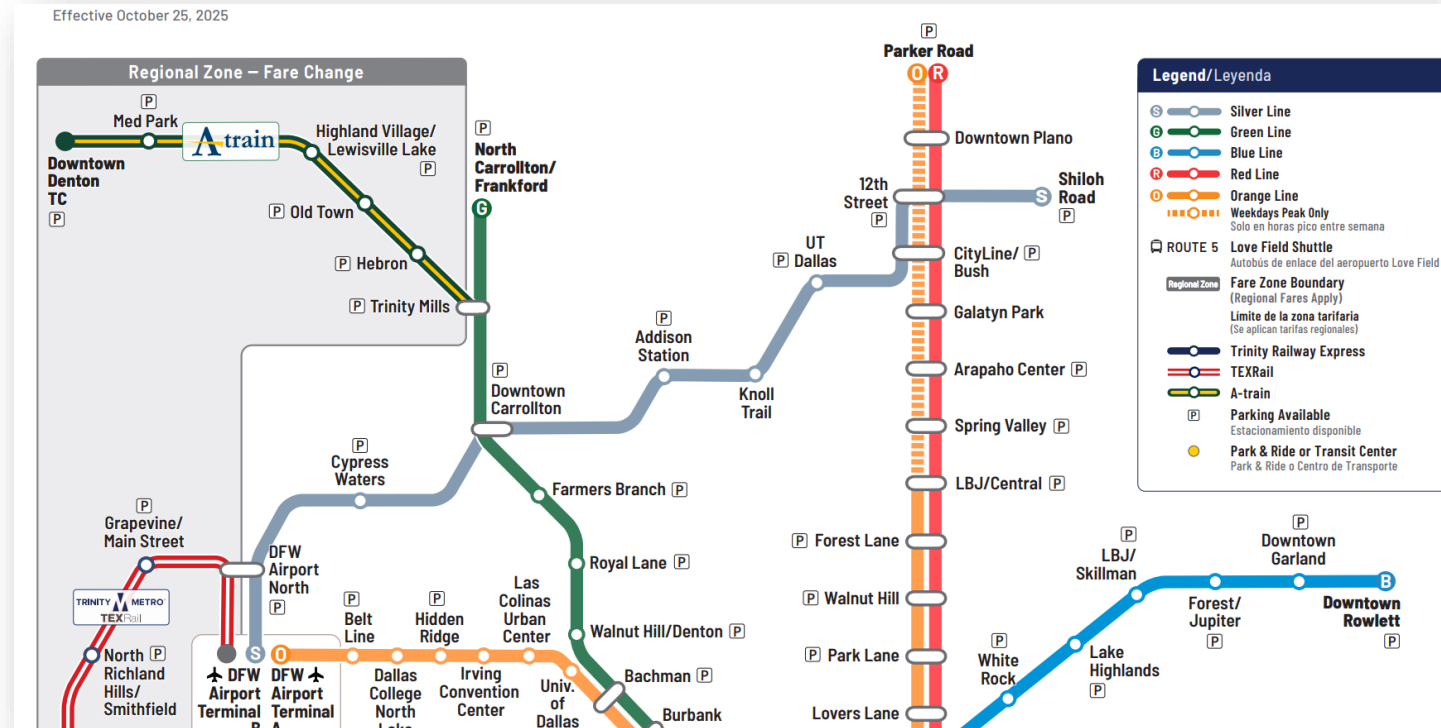 Effective October 25, 2025
Regional Zone – Fare Change
P
Med Park
A train
Highland Village/
Lewisville Lake
P
Downtown
Denton
TC
P
P Old Town
P Hebron
P Trinity Mills
P
North
Carrollton/
Frankford
G
P
Downtown
Carrollton
P
Addison
Station
Knoll
Trail
UT
P Dallas
12th
Street
P
P
Parker Road
O R
Downtown Plano
S
Shiloh
Road
P
CityLine/ P
Bush
Galatyn Park
Arapaho Center P
Spring Valley P
LBJ/Central P
P Forest Lane
P Walnut Hill
P Park Lane
Lovers Lane
Legend/Leyenda
S Silver Line
G Green Line
B Blue Line
R Red Line
O Orange Line
Weekdays Peak Only
Solo en horas pico entre semana
ROUTE 5 Love Field Shuttle
Autobús de enlace del aeropuerto Love Field
Regional Zone Fare Zone Boundary
(Regional Fares Apply)
Límite de la zona tarifaria
(Se aplican tarifas regionales)
Trinity Railway Express
TEXRail
A-train
P Parking Available
Estacionamiento disponible
Park & Ride or Transit Center
Park & Ride o Centro de Transporte
P
Cypress
Waters
Farmers Branch P
Royal Lane P
Walnut Hill/Denton P
Bachman P
Burbank
P
Grapevine/
Main Street
TRINITY METRO
TEXRail
North P
Richland
Hills/
Smithfield
DFW
Airport
North
P
S O
DFW
Airport
Terminal
B
DFW
Airport
Terminal
A
P
Belt
Line
Dallas
College
North
Lake
P
Hidden
Ridge
Irving
Convention
Center
Las
Colinas
Urban
Center
Univ.
of
Dallas
P
White
Rock
Lake
Highlands
P
P
LBJ/
Skillman
Forest/
Jupiter
P
P
Downtown
Garland
B
Downtown
Rowlett
P